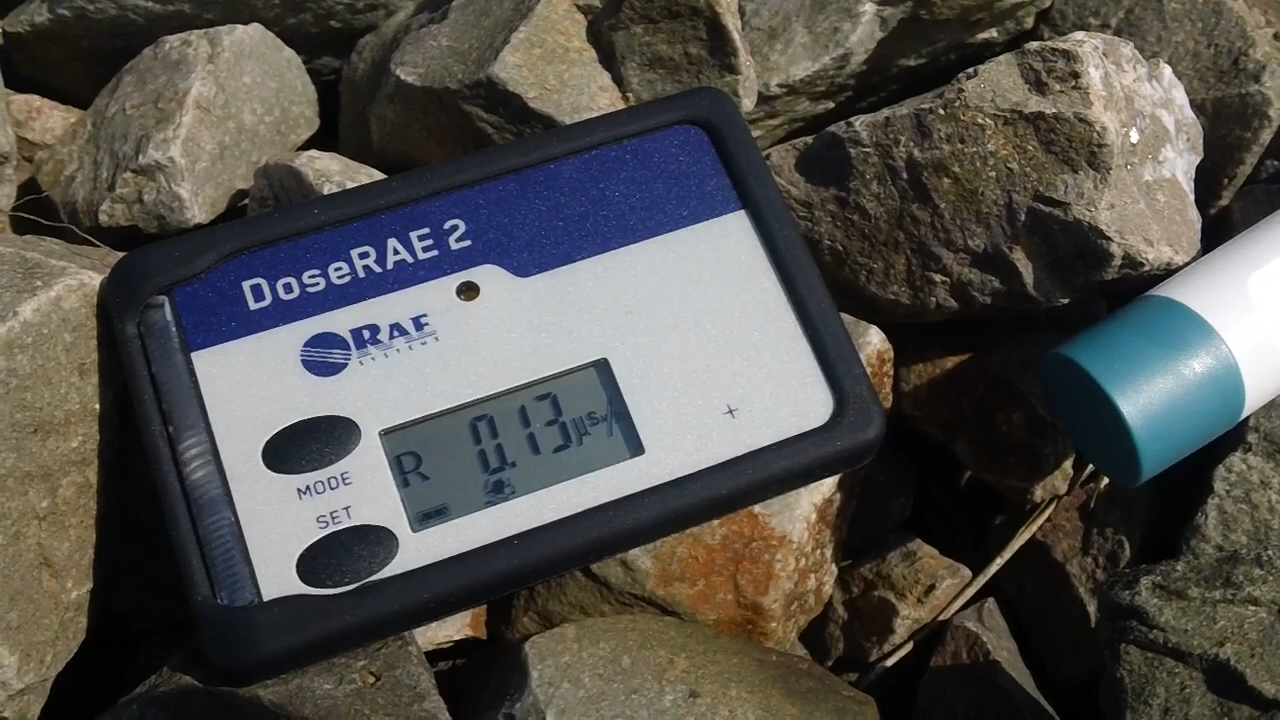 DoseRAE 2
RAE
SYSTEMS
MODE
SET
R 0.13 µSv/
+